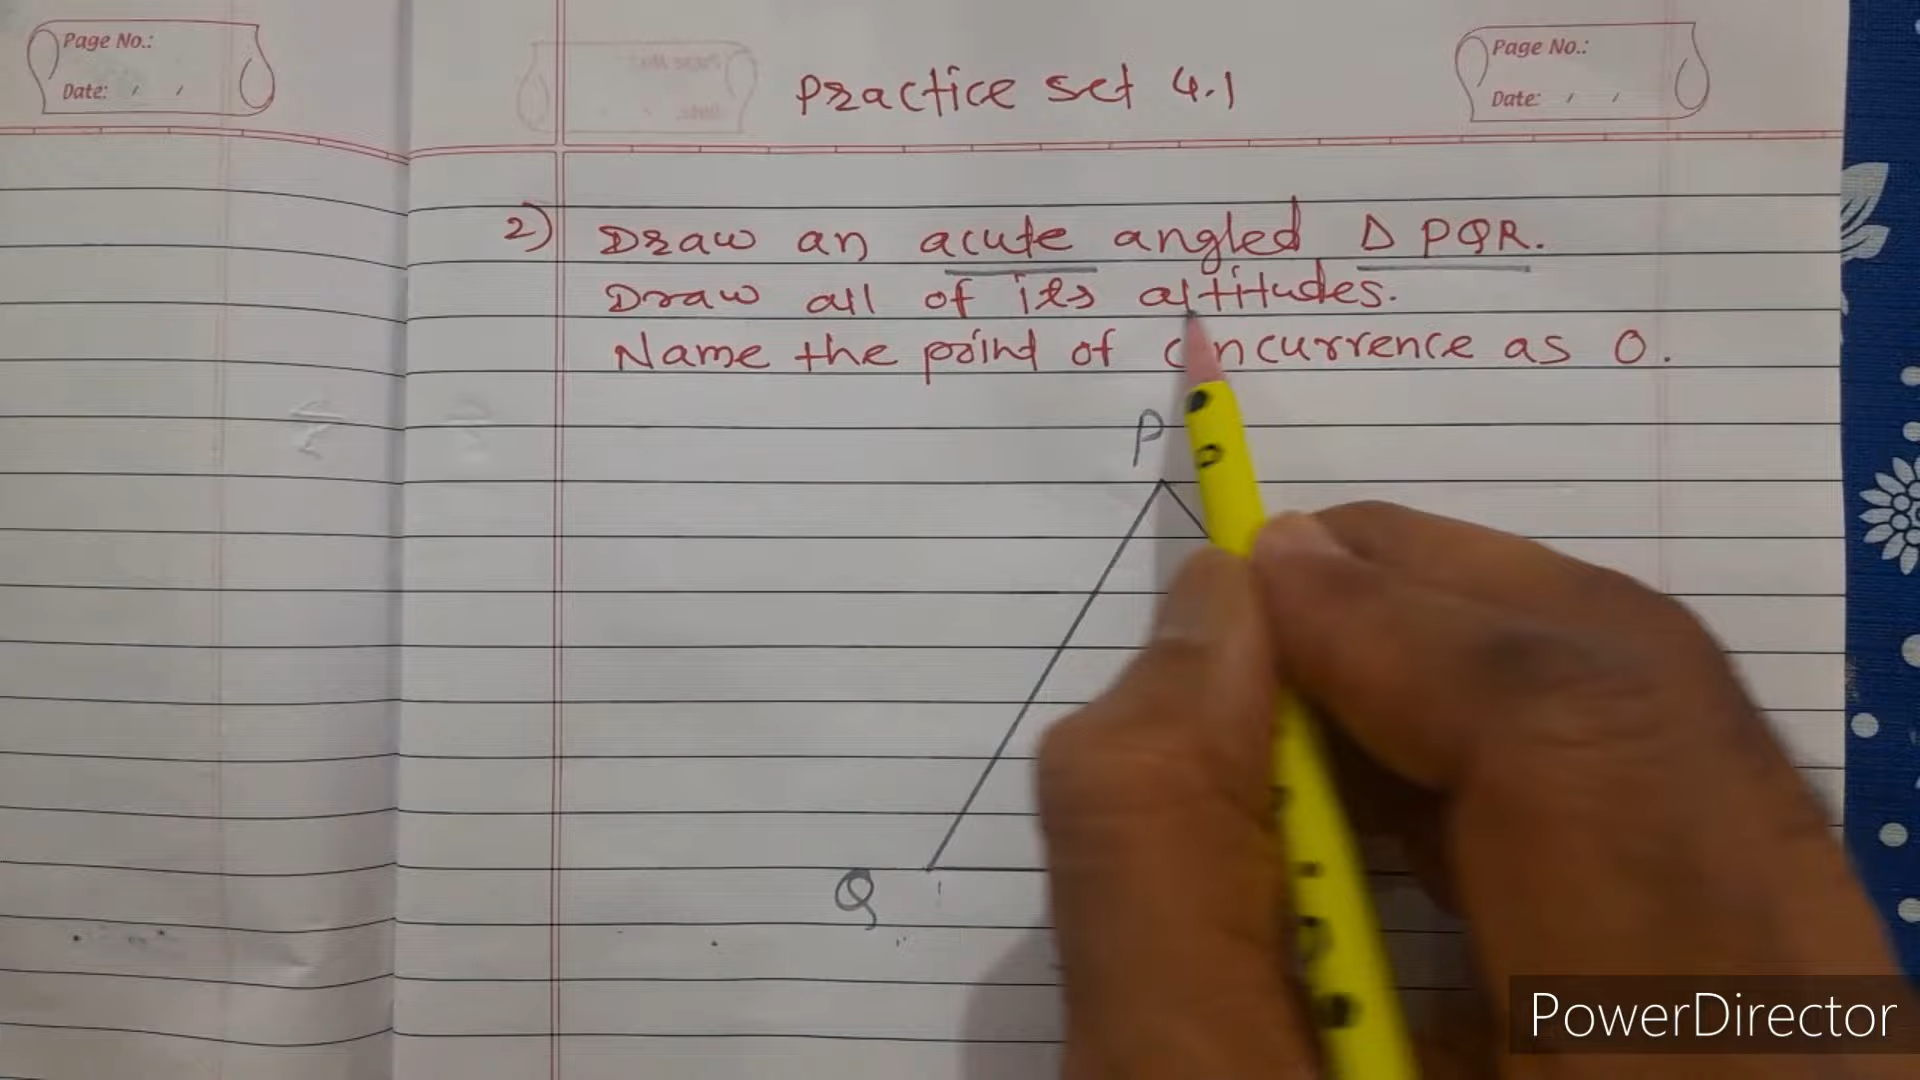 Page No.:
Date: / /
Page No.:
Date: / /
Practice set 4.1
2) Draw an acute angled Δ PQR.
Draw all of its altitudes.
Name the point of concurrence as O.
P
Q
PowerDirector